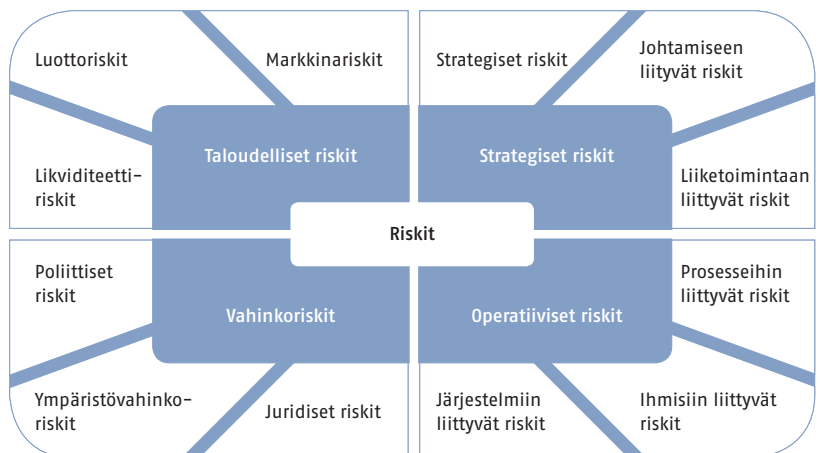 Luottoriskit
Markkinariskit
Likviditeetti-
riskit
Taloudelliset riskit
Strategiset riskit
Johtamiseen
liityvät riskit
Strategiset riskit
Liiketoimintaan
liittyvät riskit
Riskit
Poliittiset
riskit
Vahinkoriskit
Ympäristövahinko-
riskit
Juridiset riskit
Operatiiviset riskit
Prosesseihin
liittyvät riskit
Järjestelmiin
liittyvät riskit
Ihmisiin liittyvät
riskit